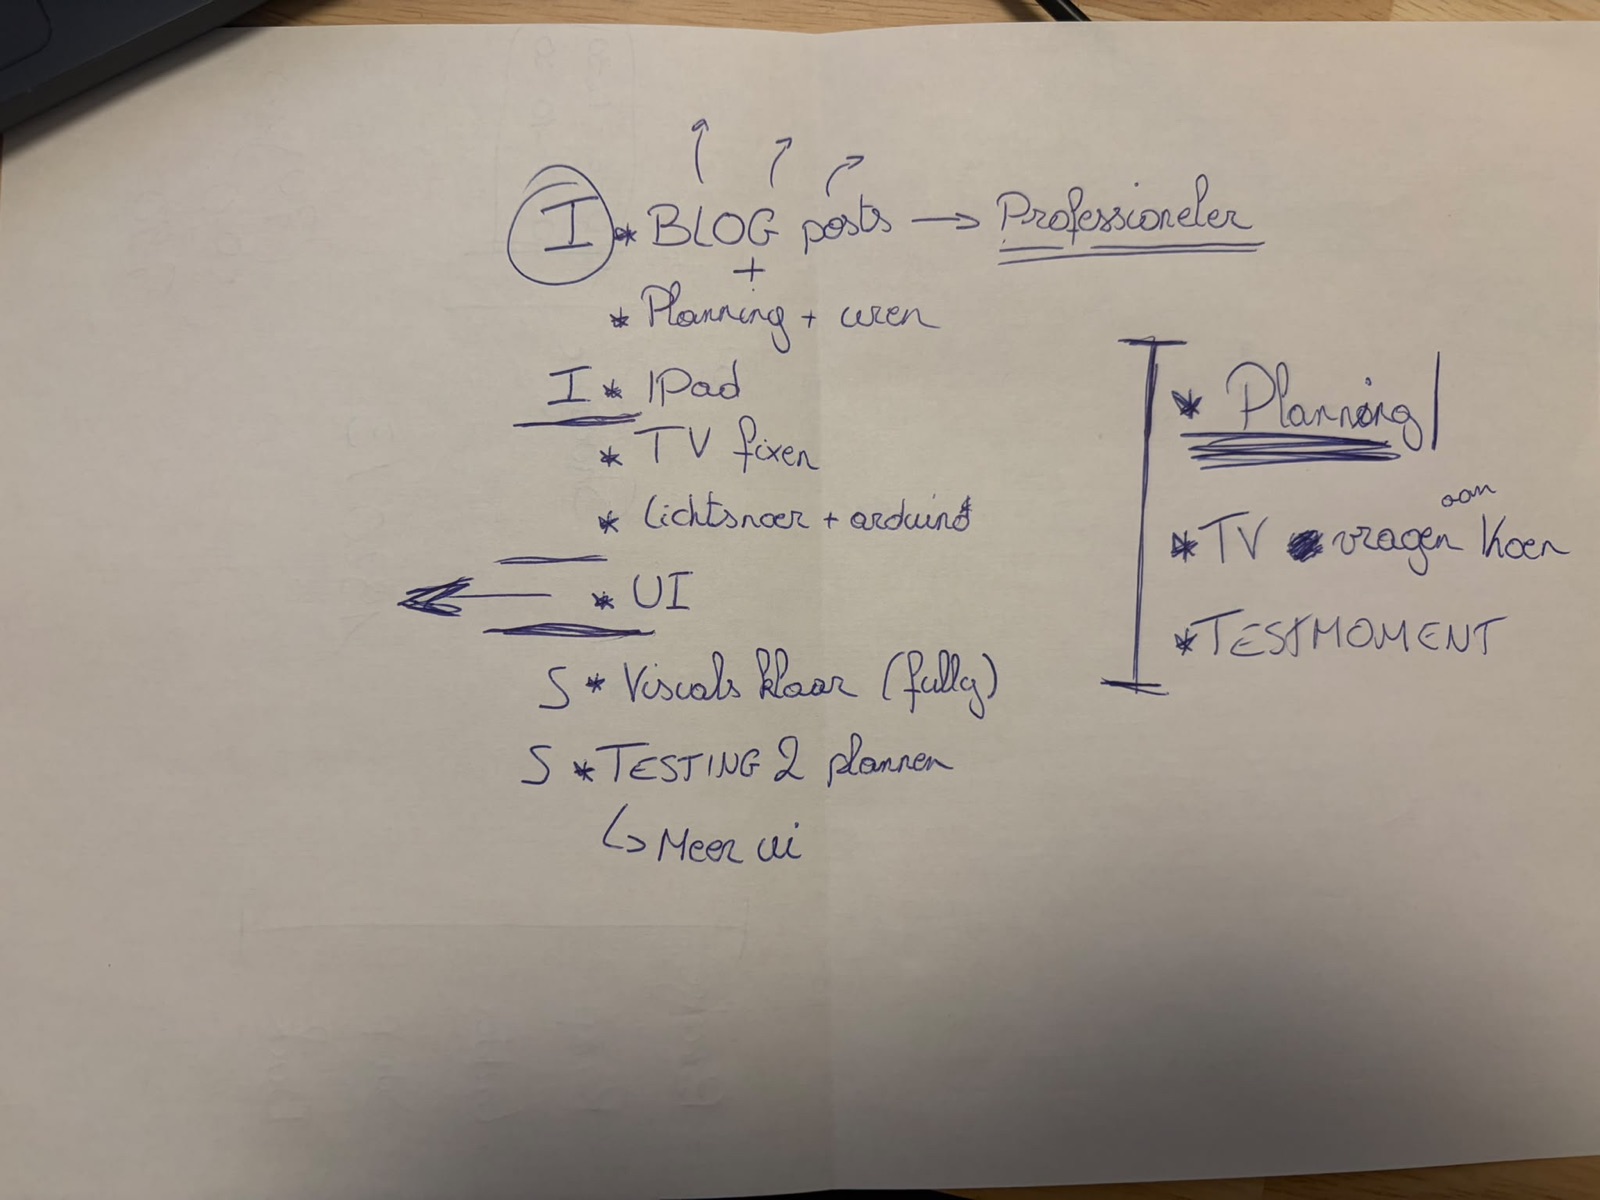 I * BLOG posts → Professioneler
+
* Planning + uren
I * IPad
* TV fixen
* Lichtsnoer + arduino
* UI
S * Visuals klaar (fully)
S * TESTING 2 plannen
↳ Meer ui
* Planning
* TV vragen aan Koen
* TESTMOMENT